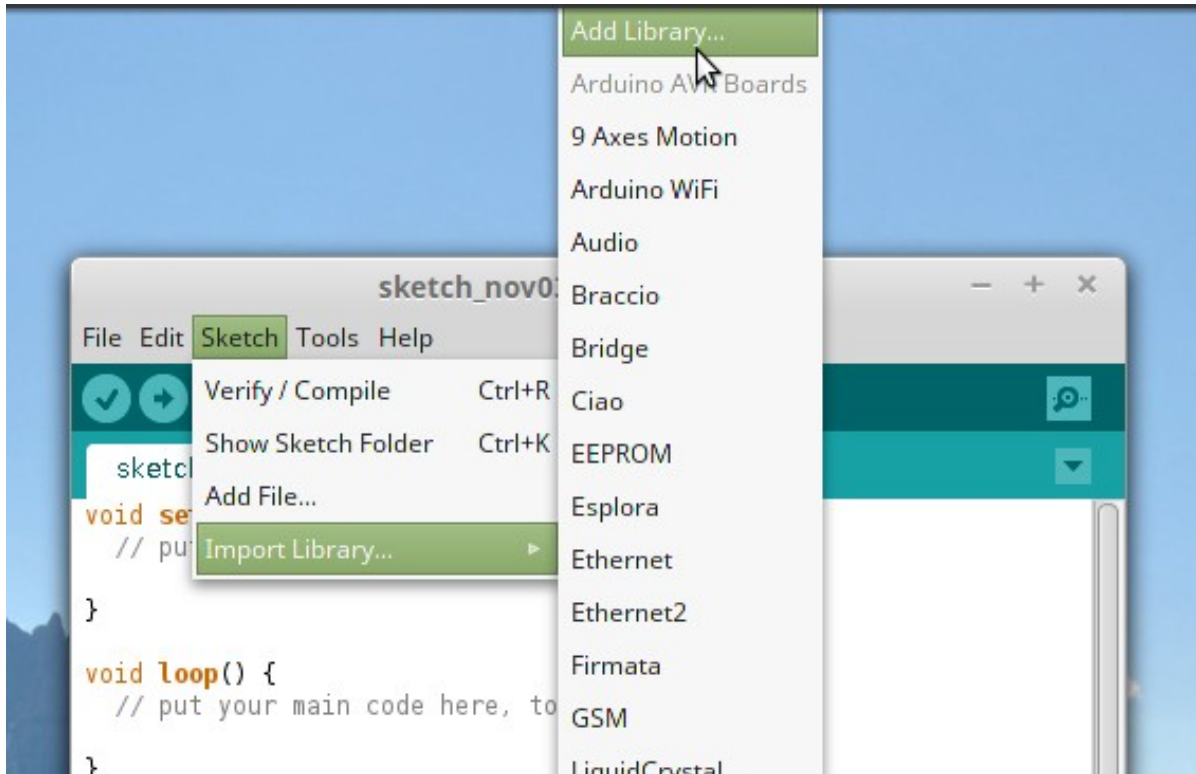 Add Library...
Arduino AVR Boards
9 Axes Motion
Arduino WiFi
Audio
Braccio
Bridge
Ciao
EEPROM
Esplora
Ethernet
Ethernet2
Firmata
GSM
LiquidCrystal
sketch_nov0
File Edit Sketch Tools Help
Verify / Compile Ctrl+R
Show Sketch Folder Ctrl+K
Add File...
Import Library...
sketc
void se
// pu
}
void loop() {
// put your main code here, to
}